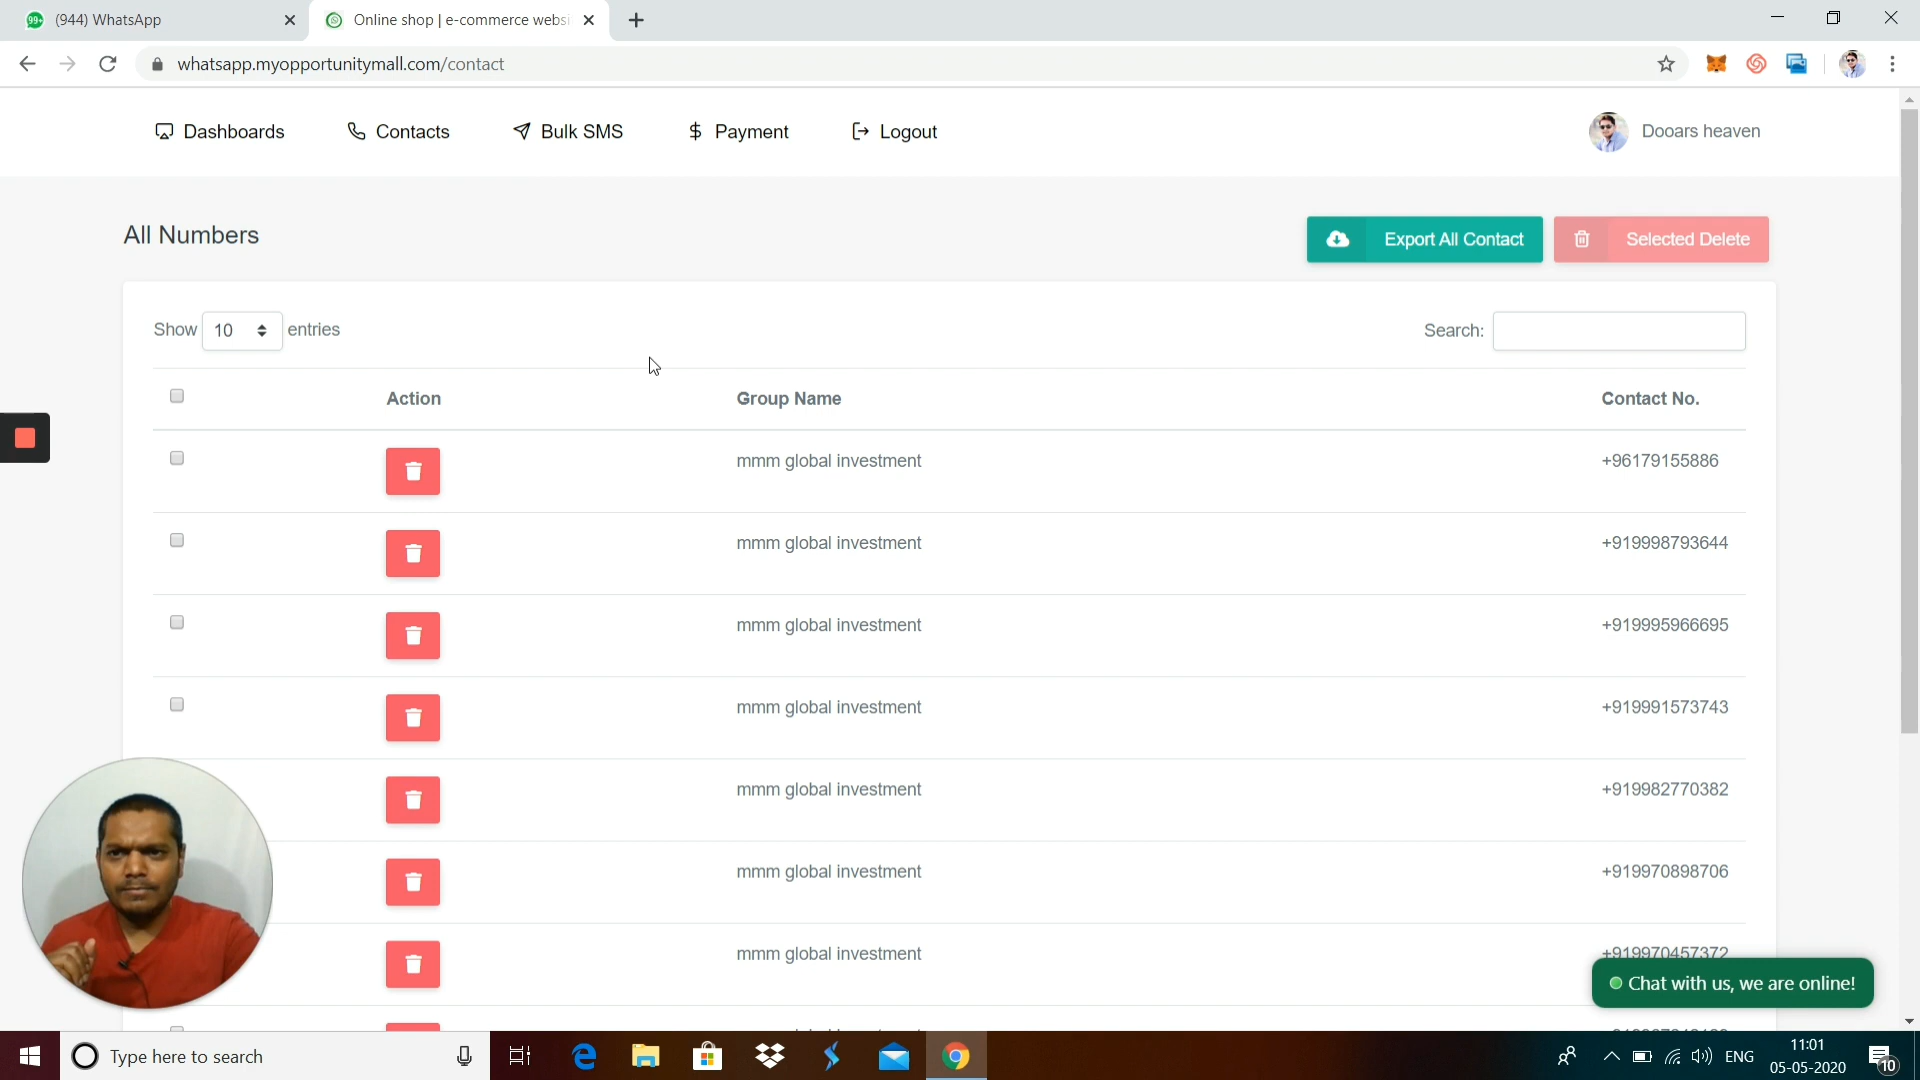 99+ (944) WhatsApp
Online shop | e-commerce websi
whatsapp.myopportunitymall.com/contact
Dashboards Contacts Bulk SMS $ Payment Logout Dooars heaven
All Numbers Export All Contact Selected Delete
Show 10 entries Search:
Action Group Name Contact No.
mmm global investment +96179155886
mmm global investment +919998793644
mmm global investment +919995966695
mmm global investment +919991573743
mmm global investment +919982770382
mmm global investment +919970898706
mmm global investment +919970457372
Chat with us, we are online!
Type here to search ENG 11:01
05-05-2020 10